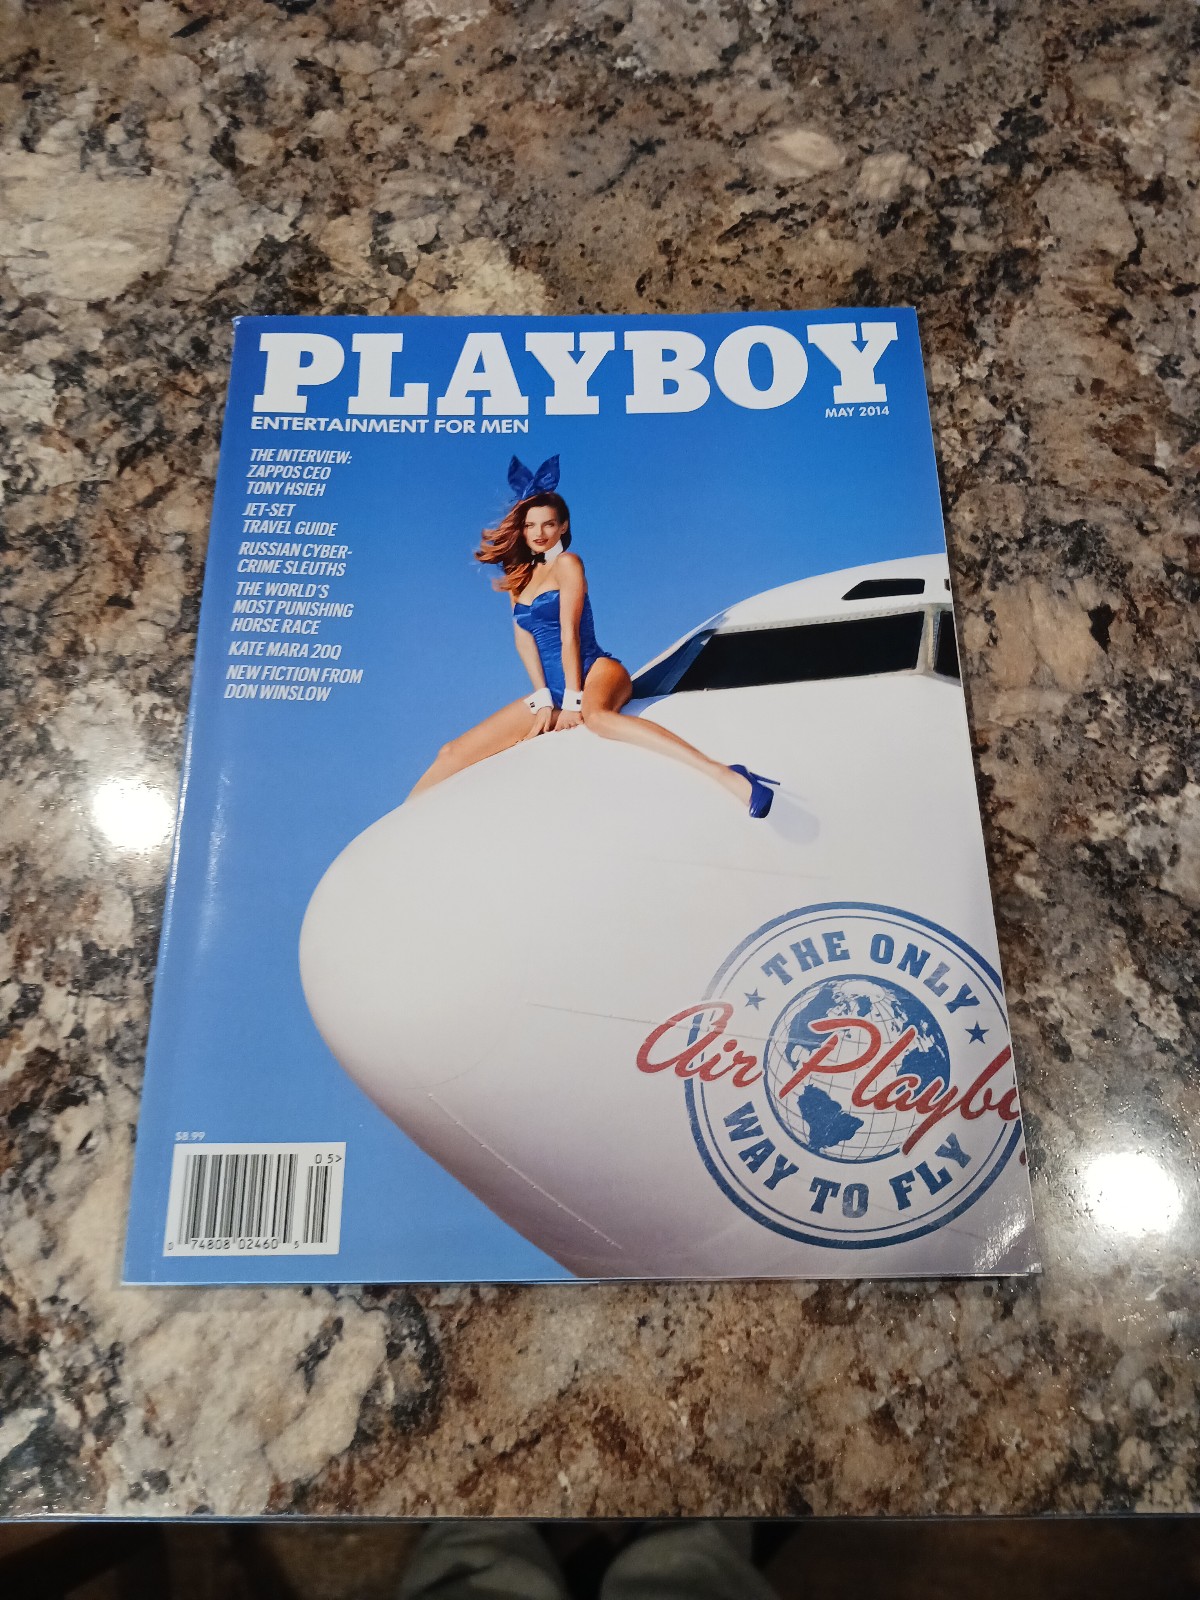 PLAYBOY
ENTERTAINMENT FOR MEN
MAY 2014
THE INTERVIEW:
ZAPPOS CEO
TONY HSIEH
JET-SET
TRAVEL GUIDE
RUSSIAN CYBER-
CRIME SLEUTHS
THE WORLD'S
MOST PUNISHING
HORSE RACE
KATE MARA 20Q
NEW FICTION FROM
DON WINSLOW
THE ONLY
Air Playbo
WAY TO FLY
$8.99
05>
0 74808 02460 5